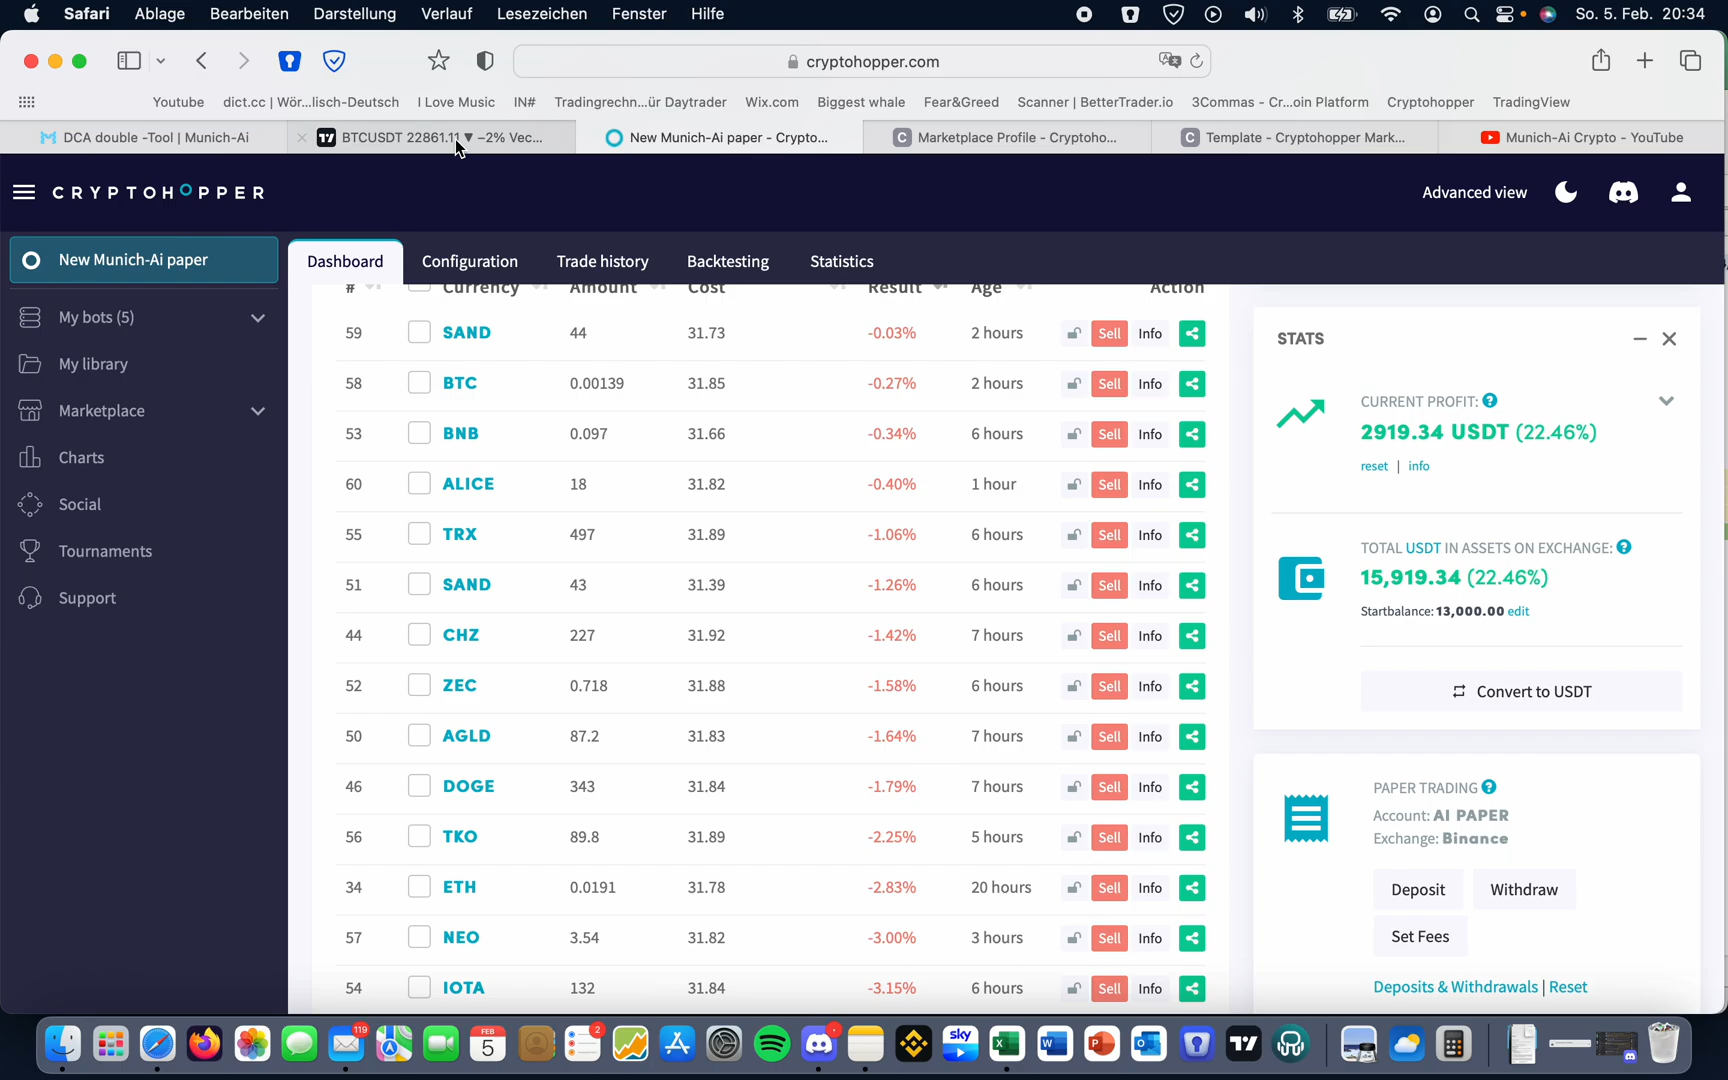 Safari Ablage Bearbeiten Darstellung Verlauf Lesezeichen Fenster Hilfe So. 5. Feb. 20:34
cryptohopper.com
Youtube dict.cc | Wör...lisch-Deutsch I Love Music IN# Tradingrechn...ür Daytrader Wix.com Biggest whale Fear&Greed Scanner | BetterTrader.io 3Commas - Cr...oin Platform Cryptohopper TradingView
DCA double -Tool | Munich-Ai BTCUSDT 22861.11 ▼ −2% Vec... New Munich-Ai paper - Crypto... Marketplace Profile - Cryptoho... Template - Cryptohopper Mark... Munich-Ai Crypto - YouTube
CRYPTOHOPPER Advanced view
New Munich-Ai paper
My bots (5)
My library
Marketplace
Charts
Social
Tournaments
Support
Dashboard Configuration Trade history Backtesting Statistics
# Currency Amount Cost Result Age Action
59 SAND 44 31.73 -0.03% 2 hours Sell Info
58 BTC 0.00139 31.85 -0.27% 2 hours Sell Info
53 BNB 0.097 31.66 -0.34% 6 hours Sell Info
60 ALICE 18 31.82 -0.40% 1 hour Sell Info
55 TRX 497 31.89 -1.06% 6 hours Sell Info
51 SAND 43 31.39 -1.26% 6 hours Sell Info
44 CHZ 227 31.92 -1.42% 7 hours Sell Info
52 ZEC 0.718 31.88 -1.58% 6 hours Sell Info
50 AGLD 87.2 31.83 -1.64% 7 hours Sell Info
46 DOGE 343 31.84 -1.79% 7 hours Sell Info
56 TKO 89.8 31.89 -2.25% 5 hours Sell Info
34 ETH 0.0191 31.78 -2.83% 20 hours Sell Info
57 NEO 3.54 31.82 -3.00% 3 hours Sell Info
54 IOTA 132 31.84 -3.15% 6 hours Sell Info
STATS
CURRENT PROFIT: ?
2919.34 USDT (22.46%)
reset | info
TOTAL USDT IN ASSETS ON EXCHANGE: ?
15,919.34 (22.46%)
Startbalance: 13,000.00 edit
Convert to USDT
PAPER TRADING ?
Account: AI PAPER
Exchange: Binance
Deposit Withdraw
Set Fees
Deposits & Withdrawals | Reset
119 FEB 5 2 sky